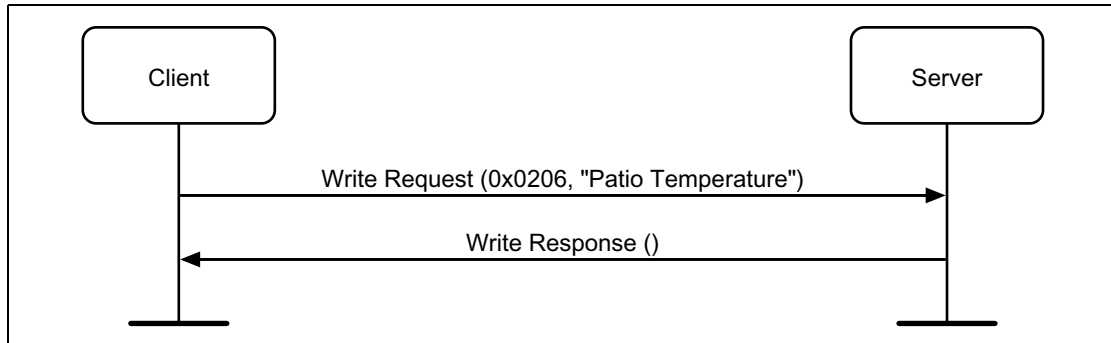 Client
Server
Write Request (0x0206, "Patio Temperature")
Write Response ()